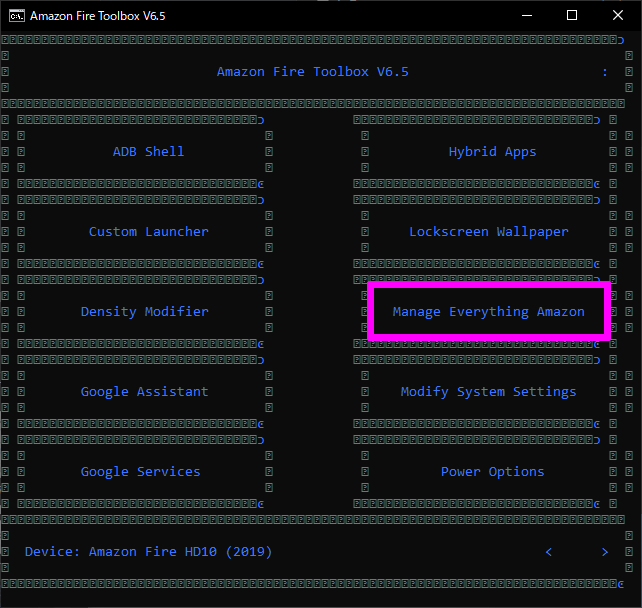 Amazon Fire Toolbox V6.5
Amazon Fire Toolbox V6.5 :
ADB Shell Hybrid Apps
Custom Launcher Lockscreen Wallpaper
Density Modifier Manage Everything Amazon
Google Assistant Modify System Settings
Google Services Power Options
Device: Amazon Fire HD10 (2019) < >